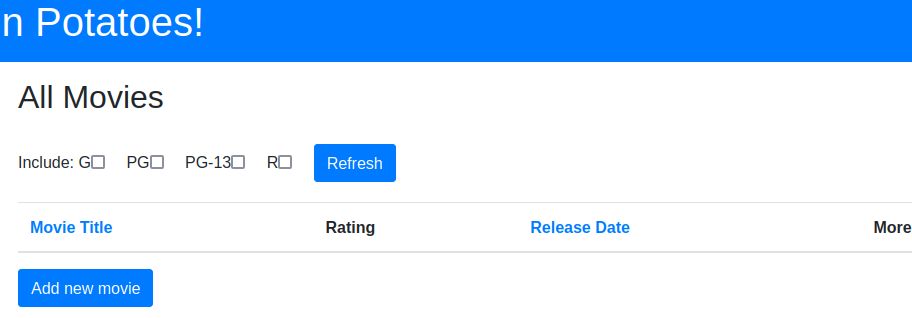 n Potatoes!
All Movies
Include: G PG PG-13 R Refresh
Movie Title Rating Release Date More
Add new movie